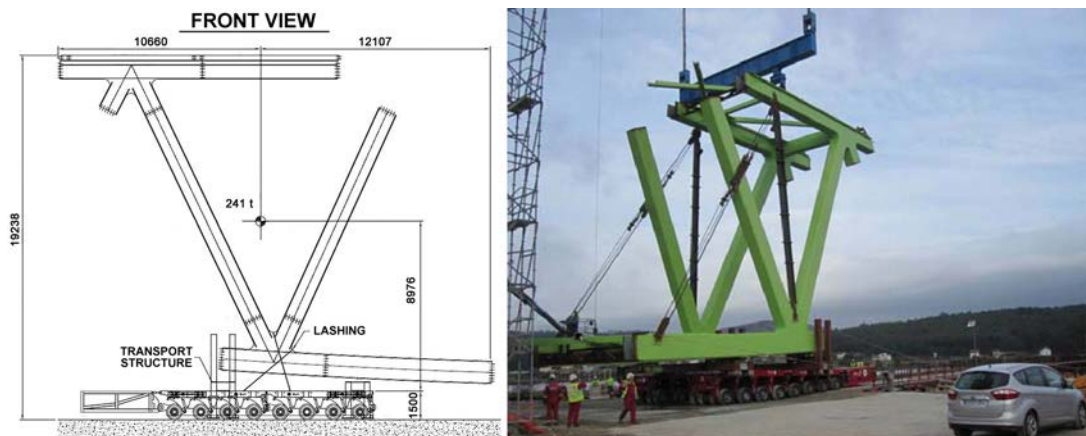 FRONT VIEW
10660
12107
19238
241 t
8976
LASHING
TRANSPORT
STRUCTURE
1500